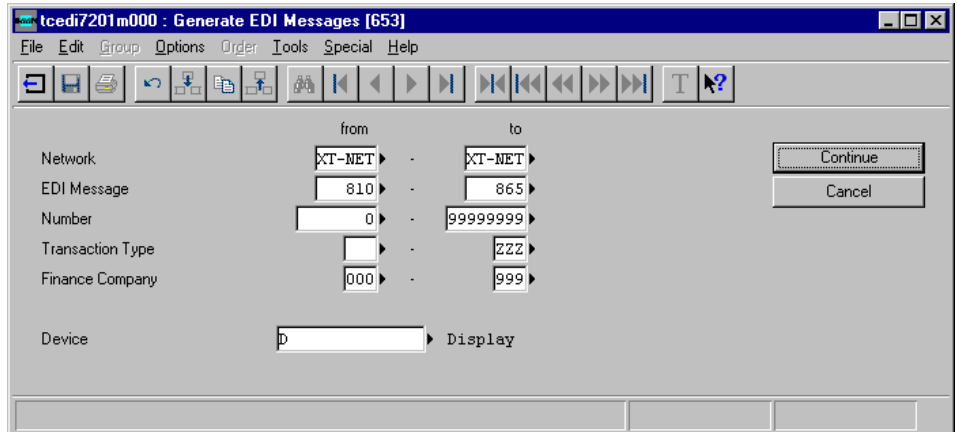 tcedi7201m000 : Generate EDI Messages [653]
File Edit Group Options Order Tools Special Help
T ?
from to
Network XT-NET - XT-NET Continue
EDI Message 810 - 865 Cancel
Number 0 - 99999999
Transaction Type - ZZZ
Finance Company 000 - 999
Device D Display